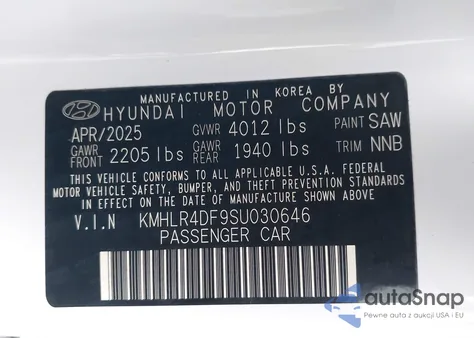 MANUFACTURED IN KOREA BY
HYUNDAI MOTOR COMPANY
APR/2025 GVWR 4012 lbs PAINT SAW
GAWR FRONT 2205 lbs GAWR REAR 1940 lbs TRIM NNB
THIS VEHICLE CONFORMS TO ALL APPLICABLE U.S.A. FEDERAL
MOTOR VEHICLE SAFETY, BUMPER, AND THEFT PREVENTION STANDARDS
IN EFFECT ON THE DATE OF MANUFACTURE SHOWN ABOVE
V.I.N KMHLR4DF9SU030646
PASSENGER CAR
autaSnap
Pewne auta z aukcji USA i EU